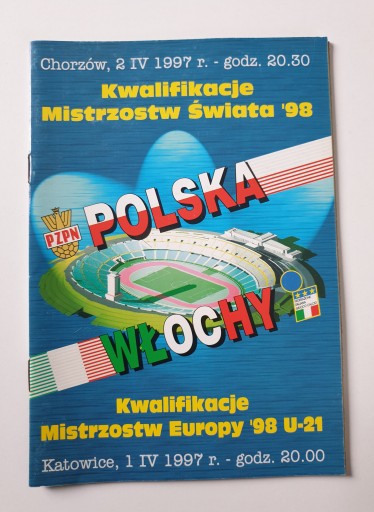 Chorzów, 2 IV 1997 r. - godz. 20.30
Kwalifikacje
Mistrzostw Świata '98
POLSKA
PZPN
WŁOCHY
Kwalifikacje
Mistrzostw Europy '98 U-21
Katowice, 1 IV 1997 r. - godz. 20.00